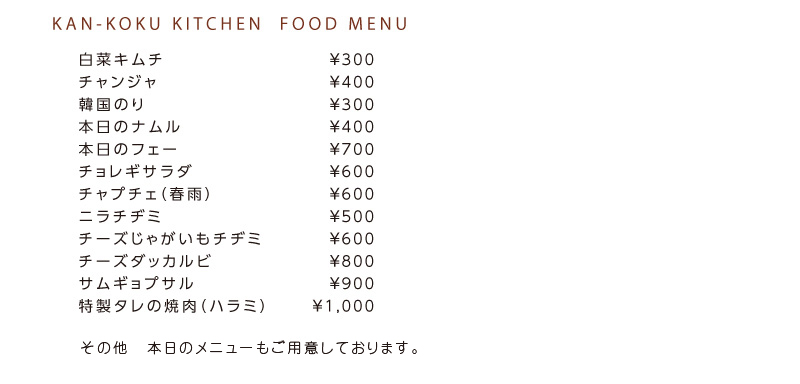 KAN-KOKU KITCHEN FOOD MENU
白菜キムチ ¥300
チャンジャ ¥400
韓国のり ¥300
本日のナムル ¥400
本日のフェー ¥700
チョレギサラダ ¥600
チャプチェ(春雨) ¥600
ニラチヂミ ¥500
チーズじゃがいもチヂミ ¥600
チーズダッカルビ ¥800
サムギョプサル ¥900
特製タレの焼肉(ハラミ) ¥1,000
その他 本日のメニューもご用意しております。